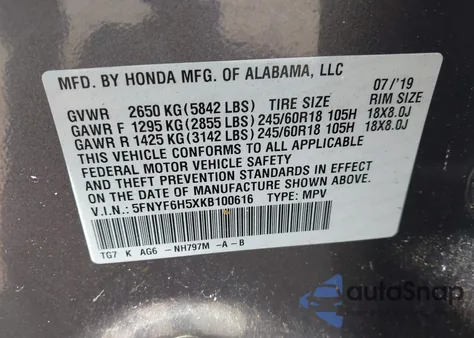 MFD. BY HONDA MFG. OF ALABAMA, LLC
07/'19
GVWR 2650 KG (5842 LBS) TIRE SIZE RIM SIZE
GAWR F 1295 KG (2855 LBS) 245/60R18 105H 18X8.0J
GAWR R 1425 KG (3142 LBS) 245/60R18 105H 18X8.0J
THIS VEHICLE CONFORMS TO ALL APPLICABLE
FEDERAL MOTOR VEHICLE SAFETY
AND THEFT PREVENTION STANDARDS IN EFFECT
ON THE DATE OF MANUFACTURE SHOWN ABOVE.
V.I.N.: 5FNYF6H5XKB100616 TYPE: MPV
TG7 K AG6 -NH797M -A -B
autoSnap